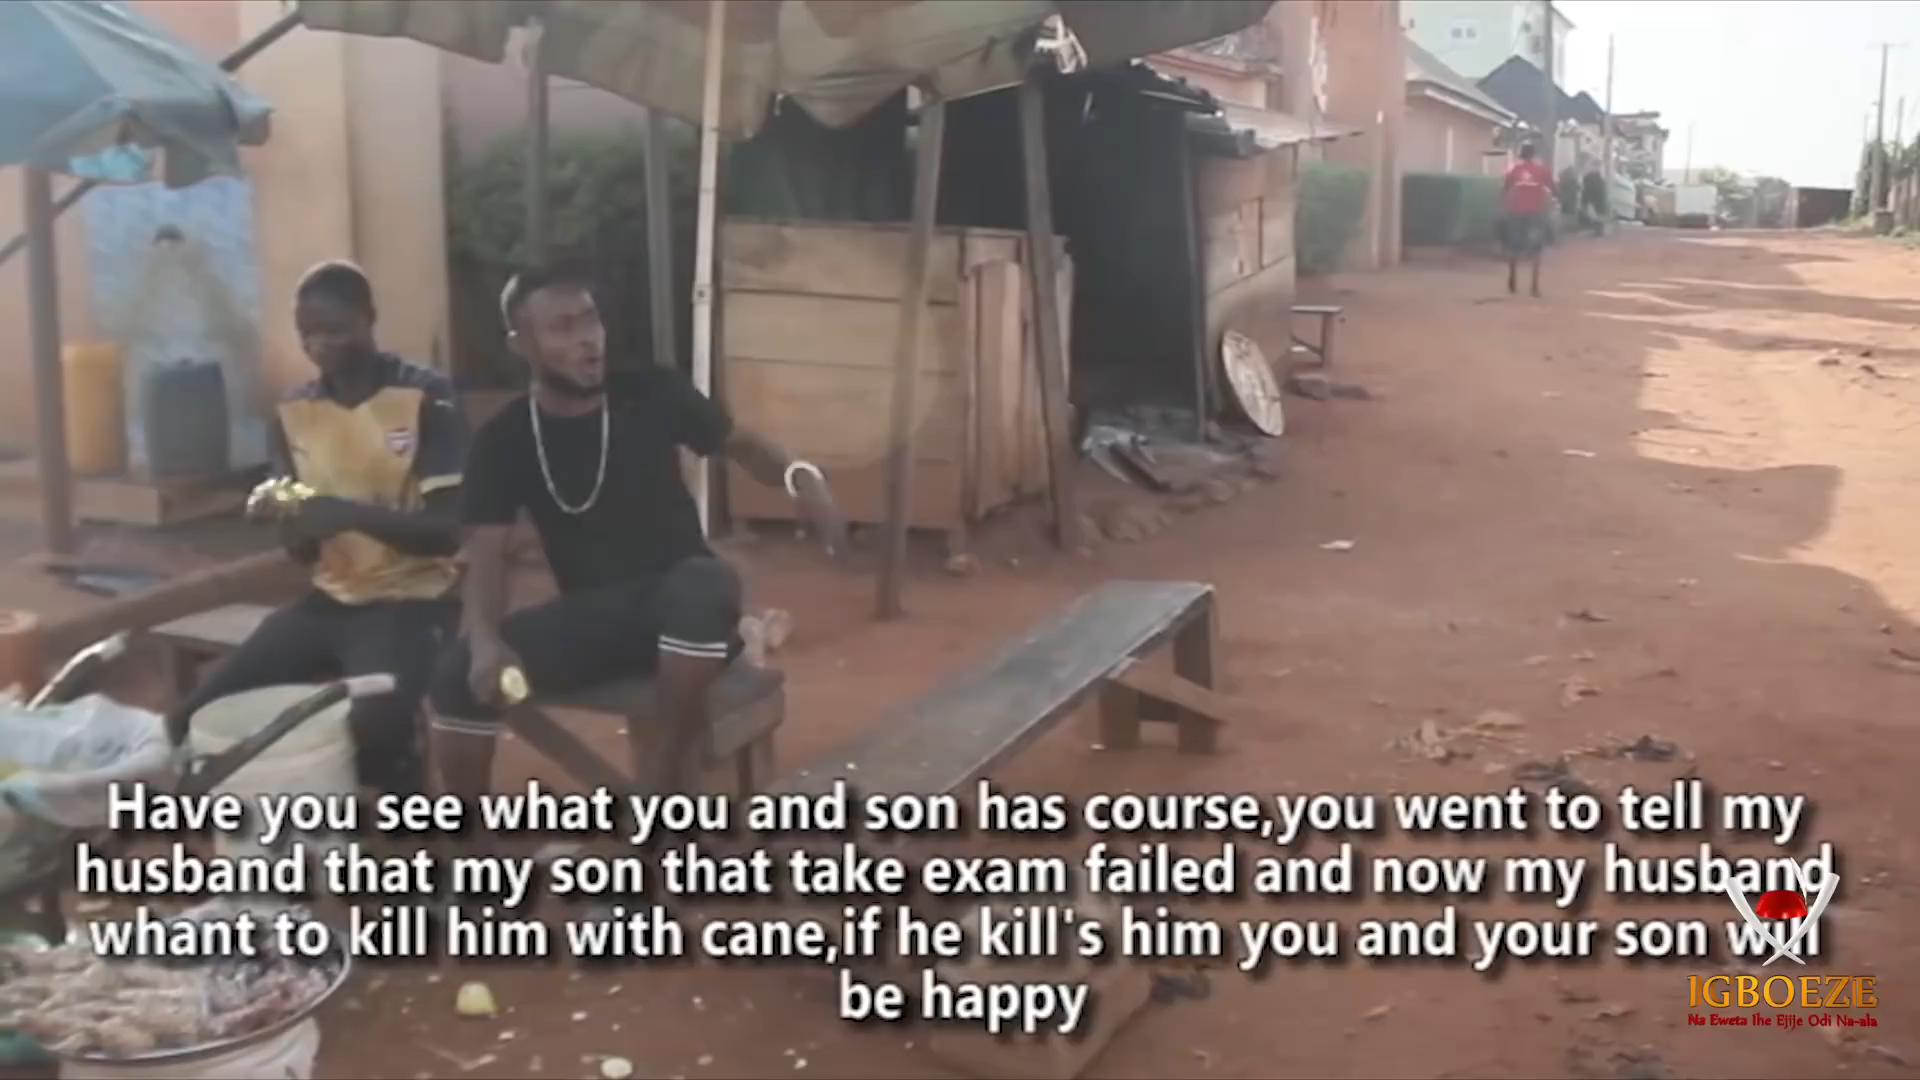 Have you see what you and son has course,you went to tell my
husband that my son that take exam failed and now my husband
whant to kill him with cane,if he kill's him you and your son will
be happy
IGBOEZE
Na Eweta Ihe Ejije Odi Na-ala